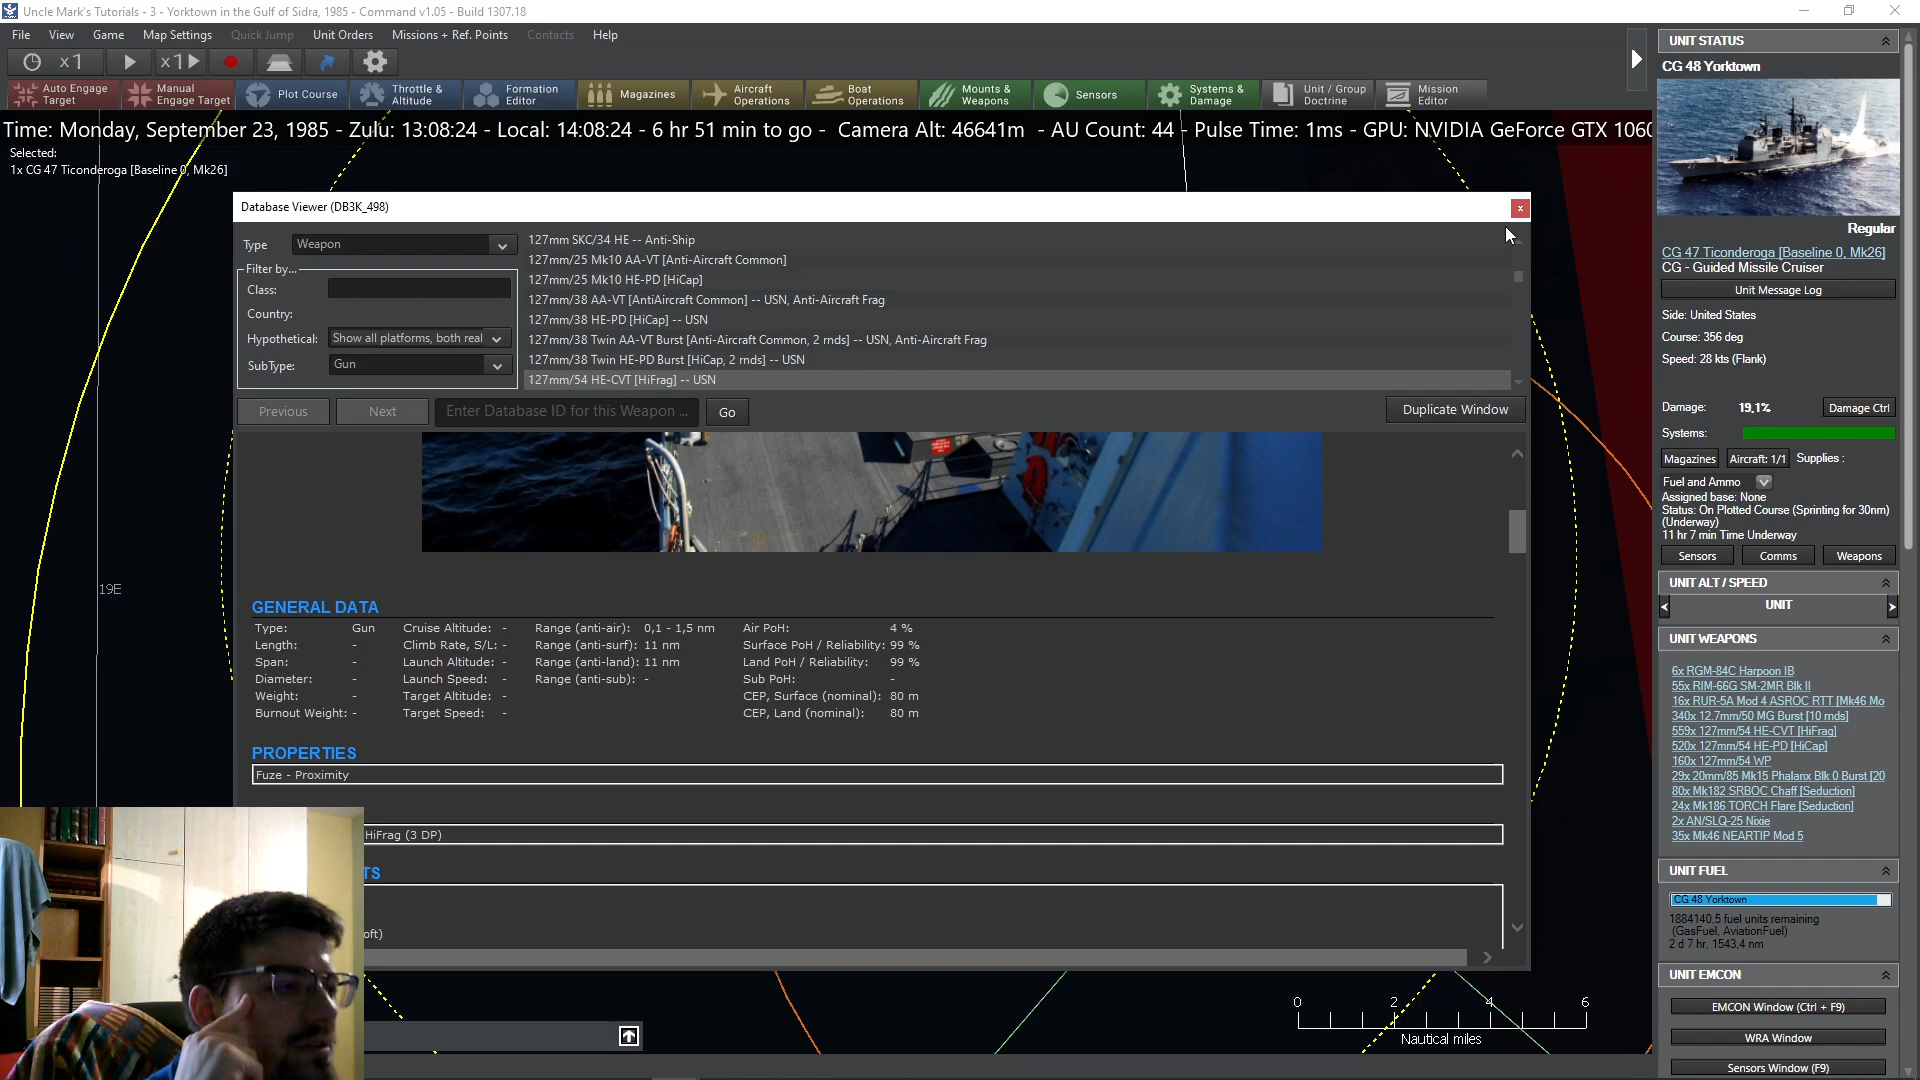 Uncle Mark's Tutorials - 3 - Yorktown in the Gulf of Sidra, 1985 - Command v1.05 - Build 1307.18
File View Game Map Settings Quick Jump Unit Orders Missions + Ref. Points Contacts Help
x 1 x1
Auto Engage Target Manual Engage Target Plot Course Throttle & Altitude Formation Editor Magazines Aircraft Operations Boat Operations Mounts & Weapons Sensors Systems & Damage Unit / Group Doctrine Mission Editor
Time: Monday, September 23, 1985 - Zulu: 13:08:24 - Local: 14:08:24 - 6 hr 51 min to go - Camera Alt: 46641m - AU Count: 44 - Pulse Time: 1ms - GPU: NVIDIA GeForce GTX 1060
Selected:
1x CG 47 Ticonderoga [Baseline 0, Mk26]
Database Viewer (DB3K_498)
Type Weapon
Filter by...
Class:
Country:
Hypothetical: Show all platforms, both real
SubType: Gun
127mm SKC/34 HE -- Anti-Ship
127mm/25 Mk10 AA-VT [Anti-Aircraft Common]
127mm/25 Mk10 HE-PD [HiCap]
127mm/38 AA-VT [AntiAircraft Common] -- USN, Anti-Aircraft Frag
127mm/38 HE-PD [HiCap] -- USN
127mm/38 Twin AA-VT Burst [Anti-Aircraft Common, 2 rnds] -- USN, Anti-Aircraft Frag
127mm/38 Twin HE-PD Burst [HiCap, 2 rnds] -- USN
127mm/54 HE-CVT [HiFrag] -- USN
Previous Next Enter Database ID for this Weapon ... Go Duplicate Window
GENERAL DATA
Type: Gun Cruise Altitude: - Range (anti-air): 0,1 - 1,5 nm Air PoH: 4 %
Length: - Climb Rate, S/L: - Range (anti-surf): 11 nm Surface PoH / Reliability: 99 %
Span: - Launch Altitude: - Range (anti-land): 11 nm Land PoH / Reliability: 99 %
Diameter: - Launch Speed: - Range (anti-sub): - Sub PoH: -
Weight: - Target Altitude: - CEP, Surface (nominal): 80 m
Burnout Weight: - Target Speed: - CEP, Land (nominal): 80 m
PROPERTIES
Fuze - Proximity
HiFrag (3 DP)
TS
oft)
19E
0 2 4 6
Nautical miles
UNIT STATUS
CG 48 Yorktown
Regular
CG 47 Ticonderoga [Baseline 0, Mk26]
CG - Guided Missile Cruiser
Unit Message Log
Side: United States
Course: 356 deg
Speed: 28 kts (Flank)
Damage: 19,1% Damage Ctrl
Systems:
Magazines Aircraft: 1/1 Supplies :
Fuel and Ammo
Assigned base: None
Status: On Plotted Course (Sprinting for 30nm)
(Underway)
11 hr 7 min Time Underway
Sensors Comms Weapons
UNIT ALT / SPEED
< UNIT >
UNIT WEAPONS
6x RGM-84C Harpoon IB
55x RIM-66G SM-2MR Blk II
16x RUR-5A Mod 4 ASROC RTT [Mk46 Mo
340x 12.7mm/50 MG Burst [10 rnds]
559x 127mm/54 HE-CVT [HiFrag]
520x 127mm/54 HE-PD [HiCap]
160x 127mm/54 WP
29x 20mm/85 Mk15 Phalanx Blk 0 Burst [20
80x Mk182 SRBOC Chaff [Seduction]
24x Mk186 TORCH Flare [Seduction]
2x AN/SLQ-25 Nixie
35x Mk46 NEARTIP Mod 5
UNIT FUEL
CG 48 Yorktown
1884140,5 fuel units remaining
(GasFuel, AviationFuel)
2 d 7 hr, 1543,4 nm
UNIT EMCON
EMCON Window (Ctrl + F9)
WRA Window
Sensors Window (F9)